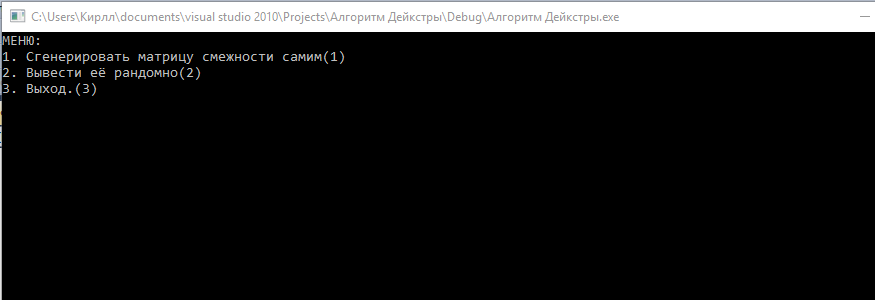 C:\Users\Кирлл\documents\visual studio 2010\Projects\Алгоритм Дейкстры\Debug\Алгоритм Дейкстры.exe
МЕНЮ:
1. Сгенерировать матрицу смежности самим(1)
2. Вывести её рандомно(2)
3. Выход.(3)